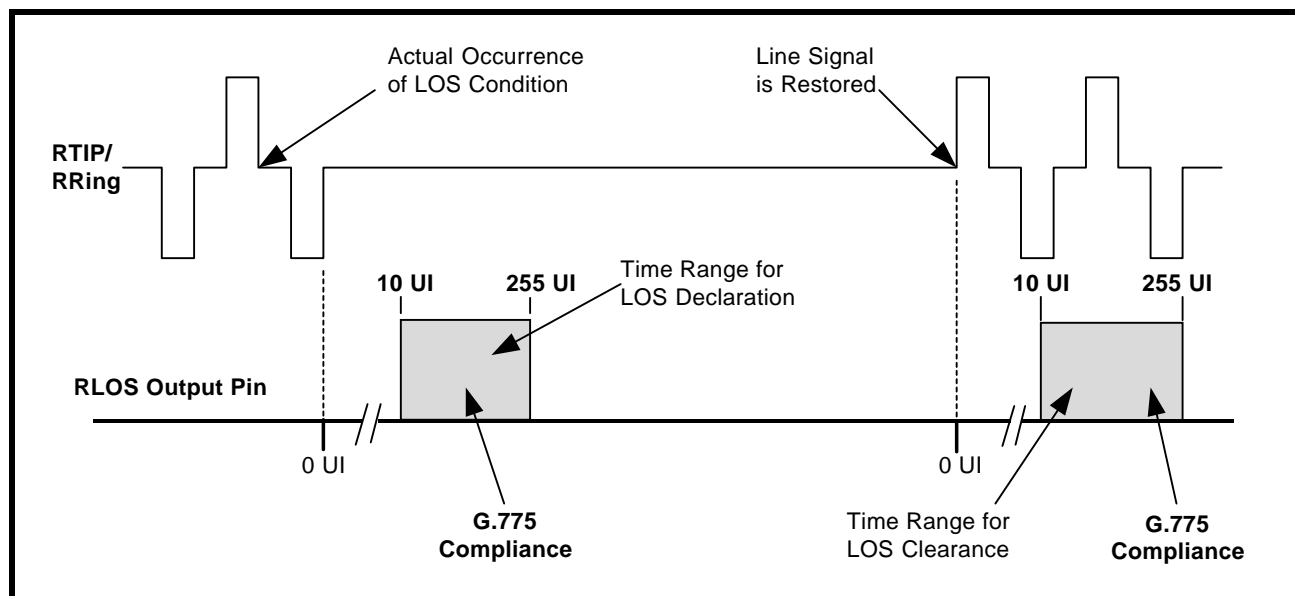 Actual Occurrence
of LOS Condition
Line Signal
is Restored
RTIP/
RRing
Time Range for
LOS Declaration
10 UI
255 UI
10 UI
255 UI
RLOS Output Pin
0 UI
0 UI
G.775
Compliance
Time Range for
LOS Clearance
G.775
Compliance